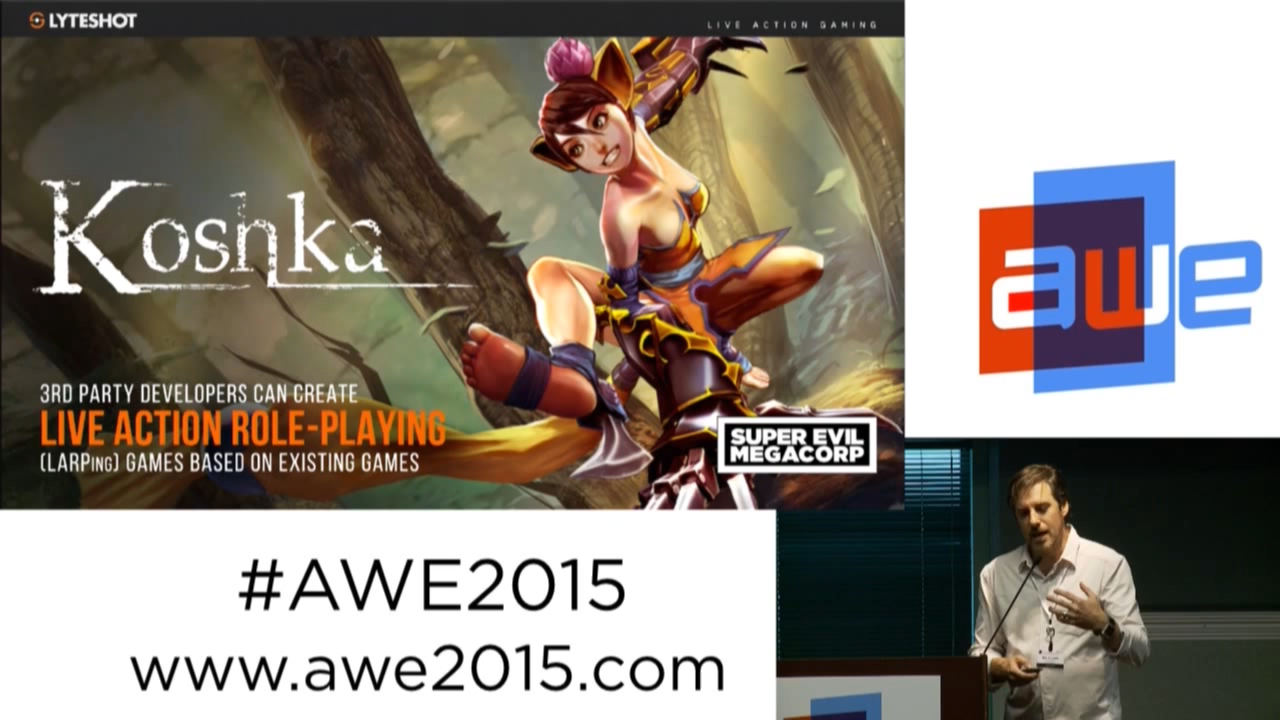 LYTESHOT
LIVE ACTION GAMING
Koshka
3RD PARTY DEVELOPERS CAN CREATE
LIVE ACTION ROLE-PLAYING
(LARPING) GAMES BASED ON EXISTING GAMES
SUPER EVIL
MEGACORP
awe
#AWE2015
www.awe2015.com